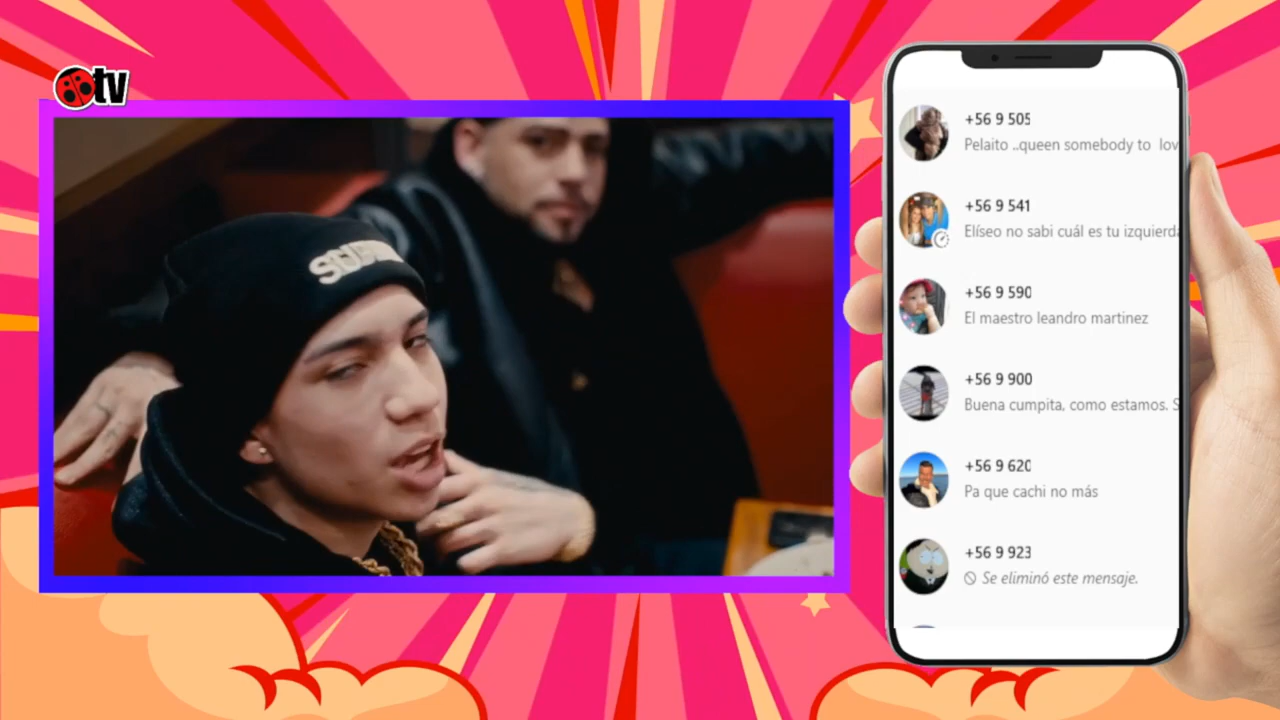 tv
+56 9 505
Pelaito ..queen somebody to lov
+56 9 541
Elíseo no sabi cuál es tu izquierda
+56 9 590
El maestro leandro martinez
+56 9 900
Buena cumpita, como estamos. S
+56 9 620
Pa que cachi no más
+56 9 923
Se eliminó este mensaje.